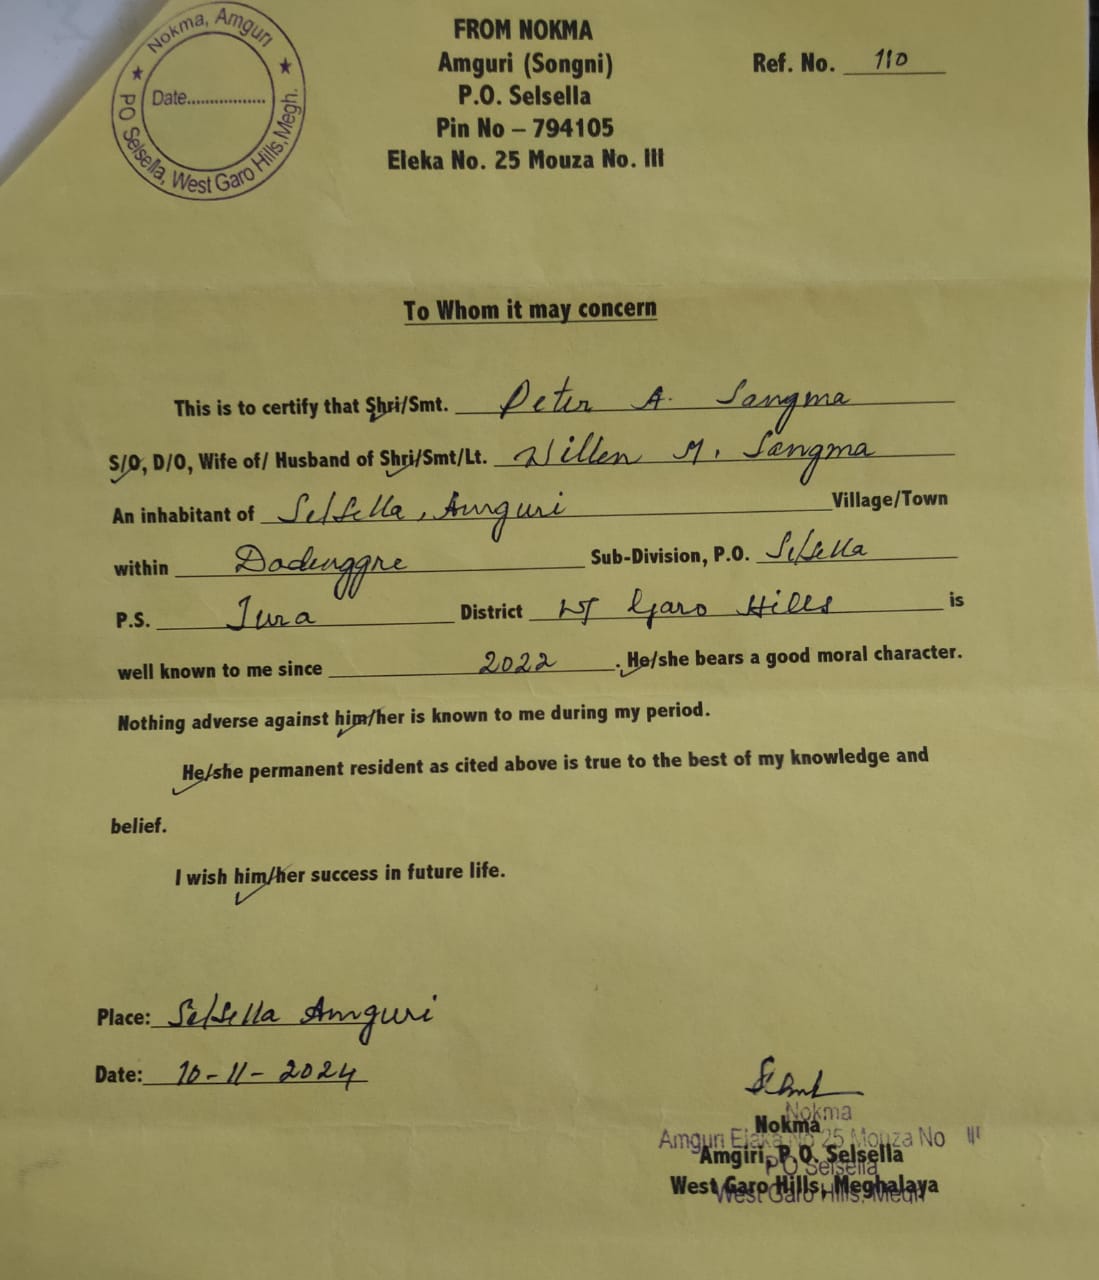 Nokma, Amguri
Date.................
PO Selsella, West Garo Hills, Megh.
FROM NOKMA
Amguri (Songni)
P.O. Selsella
Pin No – 794105
Eleka No. 25 Mouza No. III
Ref. No. 110
To Whom it may concern
This is to certify that Shri/Smt. Peter A. Sangma
S/O, D/O, Wife of/ Husband of Shri/Smt/Lt. Willen M. Sangma
An inhabitant of Selsella, Amguri Village/Town
within Dadenggre Sub-Division, P.O. Selsella
P.S. Tura District W Garo Hills is
well known to me since 2022 . He/she bears a good moral character.
Nothing adverse against him/her is known to me during my period.
He/she permanent resident as cited above is true to the best of my knowledge and
belief.
I wish him/her success in future life.
Place: Selsella Amguri
Date: 10-11-2024
Nokma
Nokma
Amguri Elaka No 25 Mouza No III
Amgiri, P.O. Selsella
PO Selsella
West Garo Hills, Meghalaya
West Garo Hills, Megh